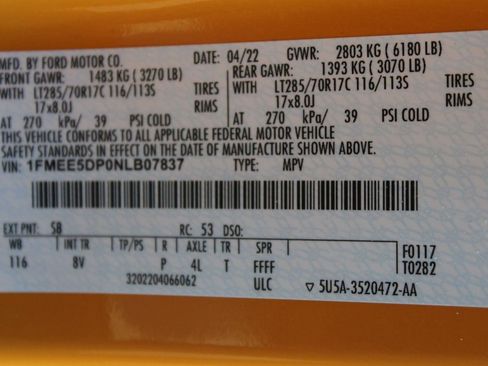 MFD. BY FORD MOTOR CO. DATE: 04/22 GVWR: 2803 KG (6180 LB)
FRONT GAWR: 1483 KG (3270 LB) REAR GAWR: 1393 KG (3070 LB)
WITH LT285/70R17C 116/113S TIRES WITH LT285/70R17C 116/113S TIRES
17x8.0J RIMS 17x8.0J RIMS
AT 270 kPa/ 39 PSI COLD AT 270 kPa/ 39 PSI COLD
THIS VEHICLE CONFORMS TO ALL APPLICABLE FEDERAL MOTOR VEHICLE
SAFETY STANDARDS IN EFFECT ON THE DATE OF MANUFACTURE SHOWN ABOVE.
VIN: 1FMEE5DP0NLB07837 TYPE: MPV
EXT PNT: SB RC: 53 DSO:
WB INT TR TP/PS R AXLE TR SPR F0117
116 8V P 4L T FFFF T0282
3202204066062 ULC ▽ 5U5A-3520472-AA